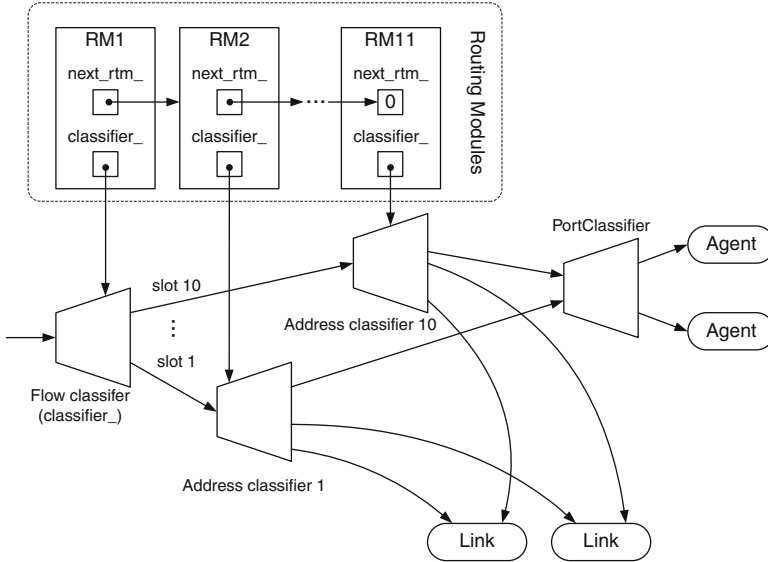 RM1
RM2
RM11
next_rtm_
next_rtm_
next_rtm_
0
...
classifier_
classifier_
classifier_
Routing Modules
PortClassifier
Agent
Agent
slot 10
...
slot 1
Address classifier 10
Flow classifer
(classifier_)
Address classifier 1
Link
Link